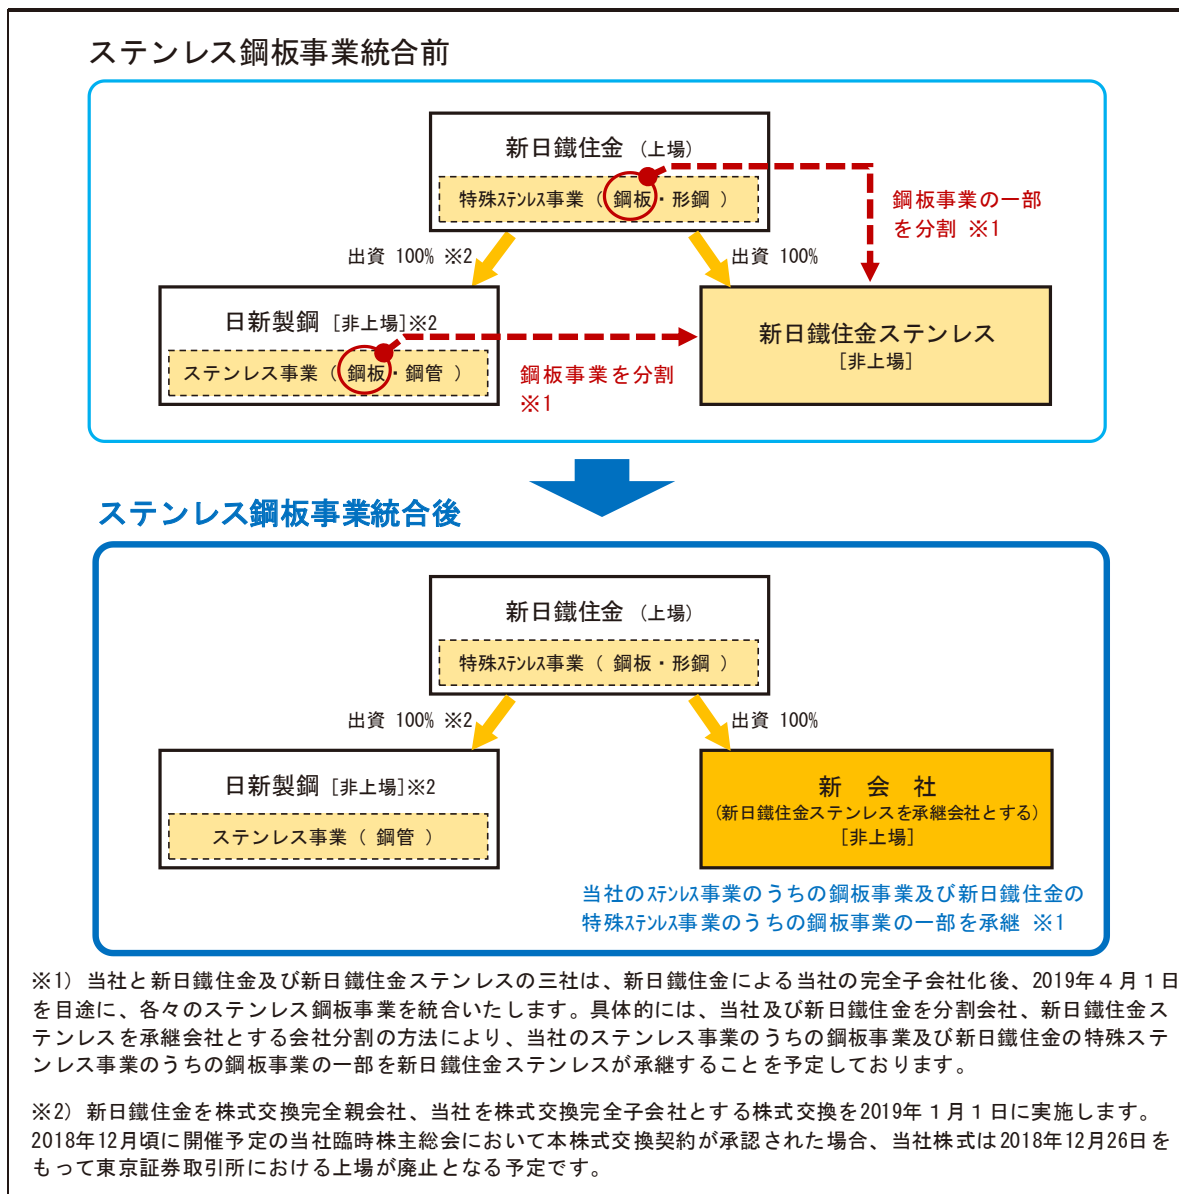 ステンレス鋼板事業統合前
新日鐵住金 (上場)
特殊ステンレス事業 ( 鋼板・形鋼 )
鋼板事業の一部
を分割 ※1
出資 100% ※2
出資 100%
日新製鋼 [非上場]※2
ステンレス事業 ( 鋼板・鋼管 )
鋼板事業を分割
※1
新日鐵住金ステンレス
[非上場]
ステンレス鋼板事業統合後
新日鐵住金 (上場)
特殊ステンレス事業 ( 鋼板・形鋼 )
出資 100% ※2
出資 100%
日新製鋼 [非上場]※2
ステンレス事業 ( 鋼管 )
新 会 社
(新日鐵住金ステンレスを承継会社とする)
[非上場]
当社のステンレス事業のうちの鋼板事業及び新日鐵住金の
特殊ステンレス事業のうちの鋼板事業の一部を承継 ※1
※1) 当社と新日鐵住金及び新日鐵住金ステンレスの三社は、新日鐵住金による当社の完全子会社化後、2019年４月１日
を目途に、各々のステンレス鋼板事業を統合いたします。具体的には、当社及び新日鐵住金を分割会社、新日鐵住金ス
テンレスを承継会社とする会社分割の方法により、当社のステンレス事業のうちの鋼板事業及び新日鐵住金の特殊ステ
ンレス事業のうちの鋼板事業の一部を新日鐵住金ステンレスが承継することを予定しております。
※2) 新日鐵住金を株式交換完全親会社、当社を株式交換完全子会社とする株式交換を2019年１月１日に実施します。
2018年12月頃に開催予定の当社臨時株主総会において本株式交換契約が承認された場合、当社株式は2018年12月26日を
もって東京証券取引所における上場が廃止となる予定です。